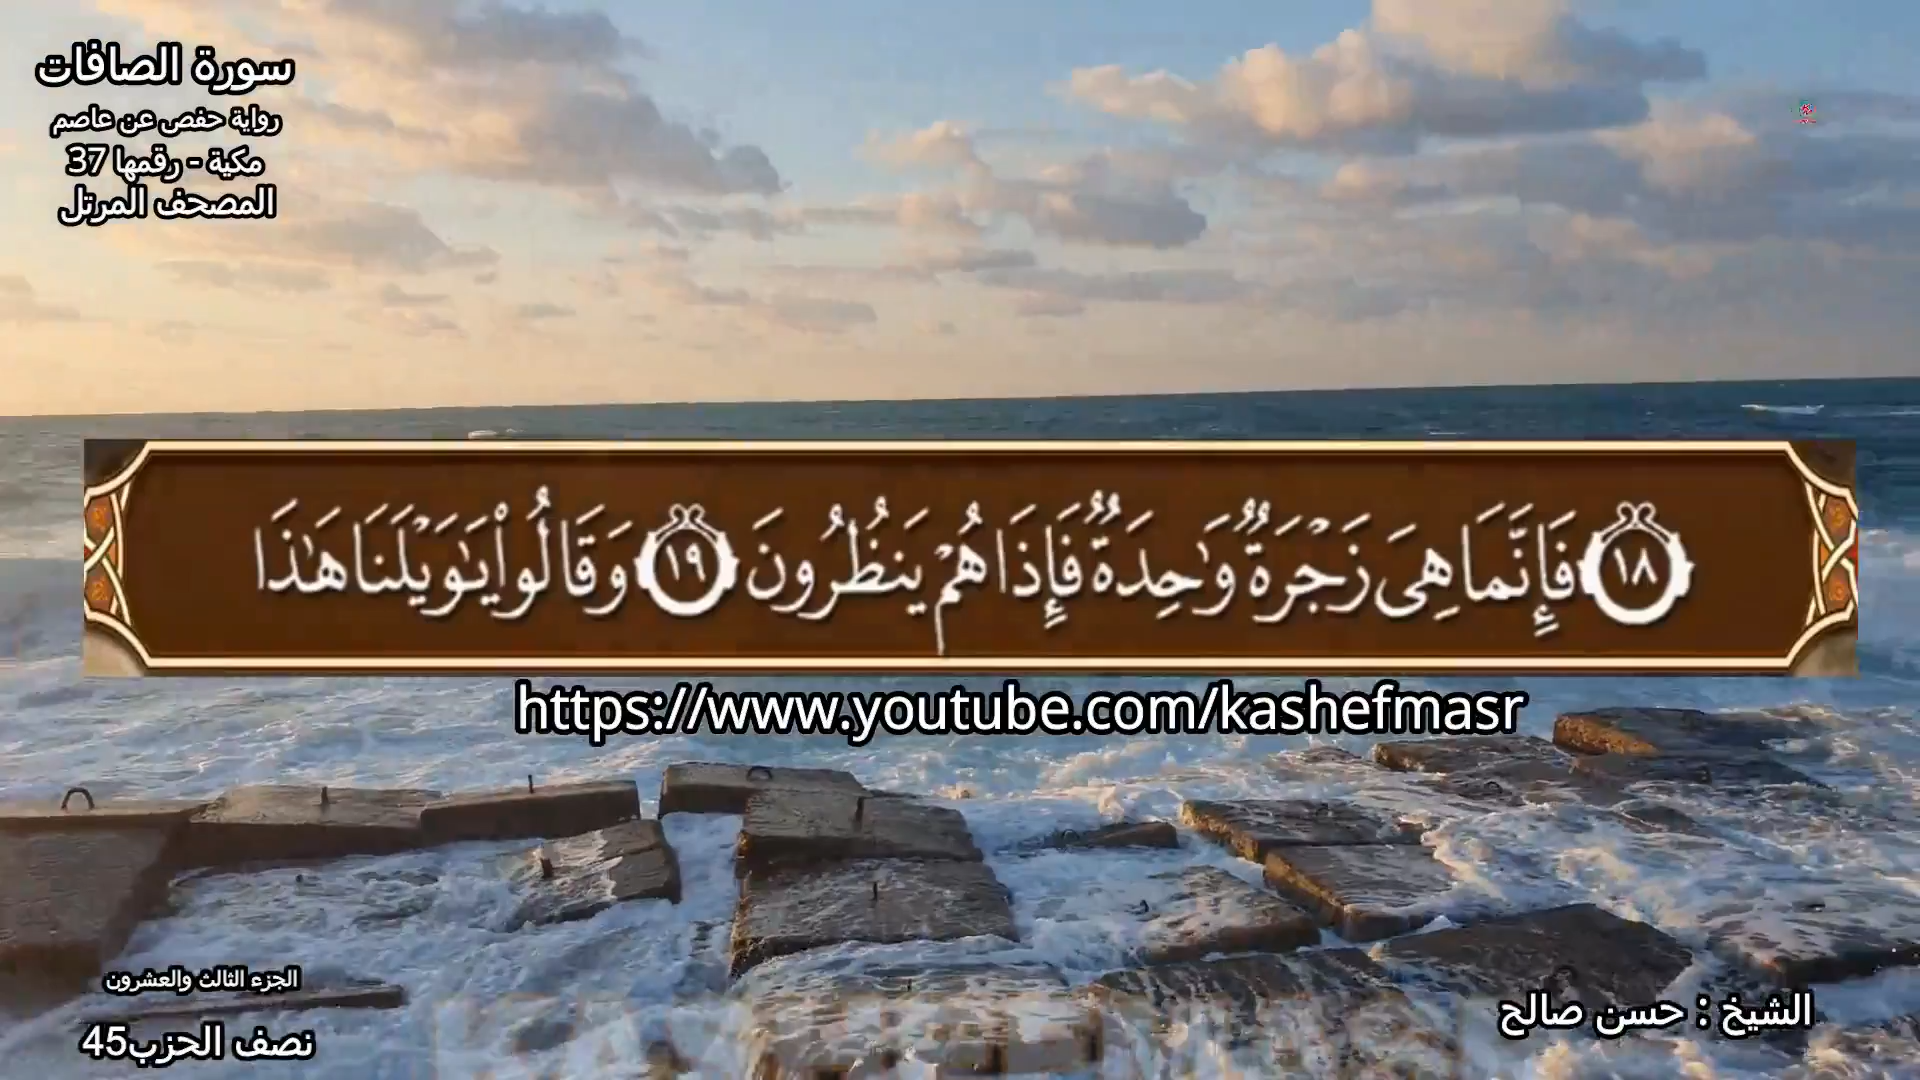 سورة الصافات
رواية حفص عن عاصم
مكية - رقمها 37
المصحف المرتل
۝١٨ فَإِنَّمَا هِىَ زَجْرَةٌ وَٰحِدَةٌ فَإِذَا هُمْ يَنظُرُونَ ۝١٩ وَقَالُوا۟ يَٰوَيْلَنَا هَٰذَا
https://www.youtube.com/kashefmasr
الجزء الثالث والعشرون
نصف الحزب45
الشيخ : حسن صالح